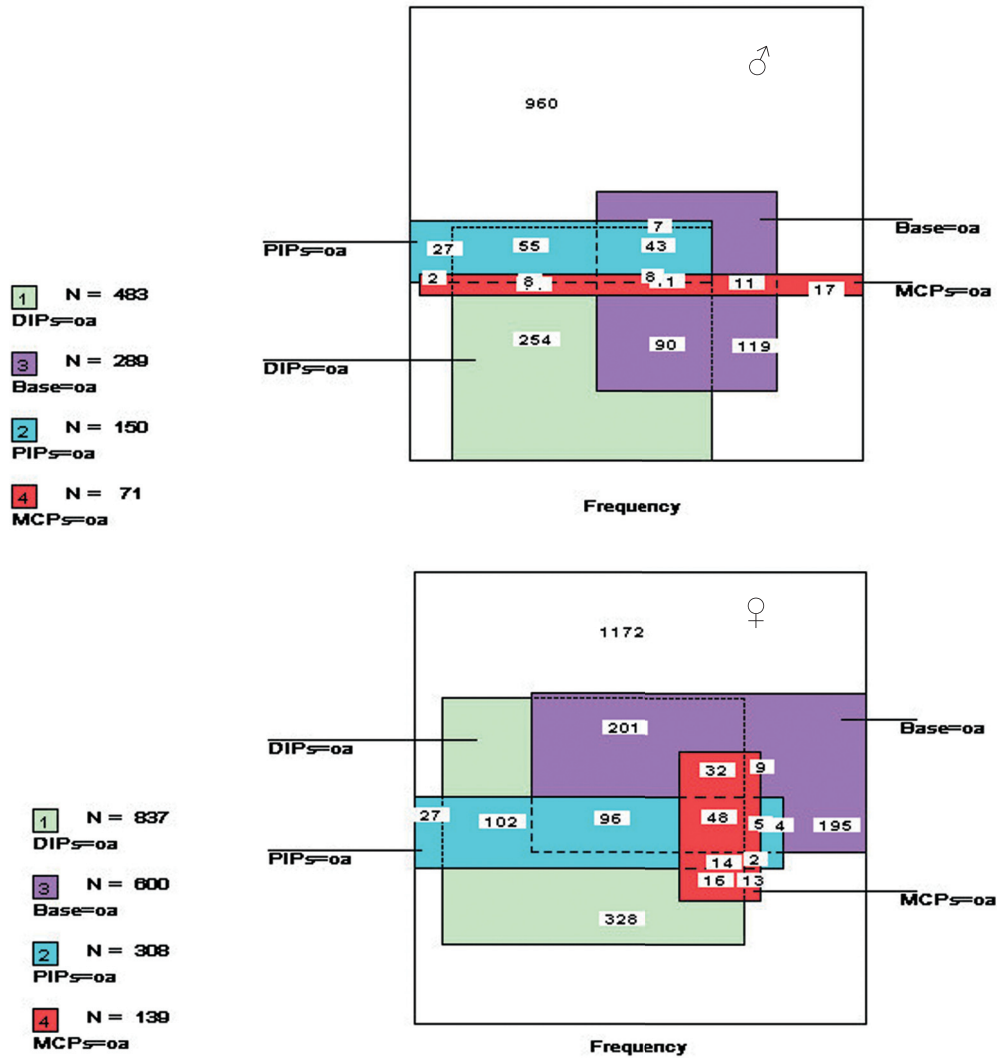 ♂
960
Base=oa
7
PIPs=oa
27
55
43
2
8
8
1
11
17
MCPs=oa
1 N = 483
DIPs=oa
254
90
119
DIPs=oa
3 N = 289
Base=oa
2 N = 150
PIPs=oa
4 N = 71
MCPs=oa
Frequency
♀
1172
201
Base=oa
DIPs=oa
32
9
27
102
96
48
5
4
195
1 N = 837
DIPs=oa
PIPs=oa
14
2
16
13
MCPs=oa
3 N = 600
Base=oa
328
2 N = 308
PIPs=oa
4 N = 139
MCPs=oa
Frequency